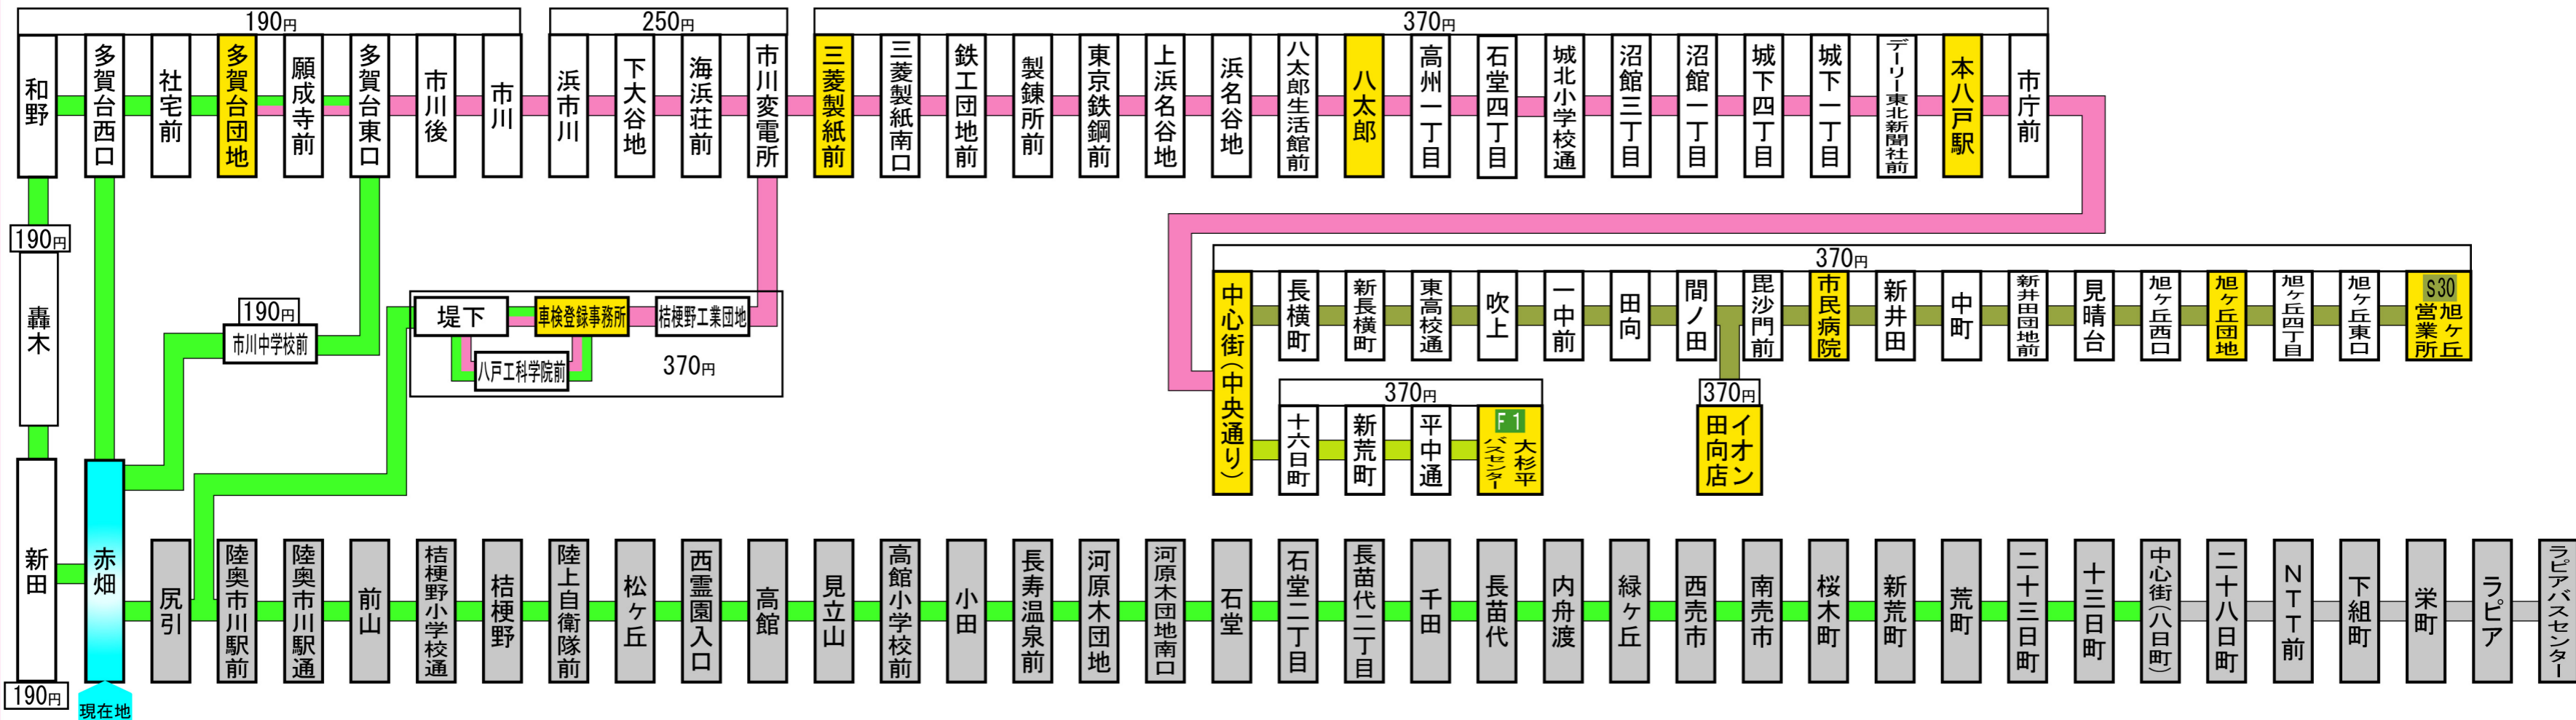 190円
250円
370円
和野
多賀台西口
社宅前
多賀台団地
願成寺前
多賀台東口
市川後
市川
浜市川
下大谷地
海浜荘前
市川変電所
三菱製紙前
三菱製紙南口
鉄工団地前
製錬所前
東京鉄鋼前
上浜名谷地
浜名谷地
八太郎生活館前
八太郎
高州一丁目
石堂四丁目
城北小学校通
沼館三丁目
沼館一丁目
城下四丁目
城下一丁目
デーリー東北新聞社前
本八戸駅
市庁前
190円
轟木
190円
市川中学校前
堤下
車検登録事務所
桔梗野工業団地
八戸工科学院前
370円
370円
中心街(中央通り)
長横町
新長横町
東高校通
吹上
一中前
田向
間ノ田
毘沙門前
市民病院
新井田
中町
新井田団地前
見晴台
旭ヶ丘西口
旭ヶ丘団地
旭ヶ丘四丁目
旭ヶ丘東口
S30
旭ヶ丘
営業所
370円
十六日町
新荒町
平中通
F1
大杉平
バスセンター
370円
イオン
田向店
新田
190円
赤畑
現在地
尻引
陸奥市川駅前
陸奥市川駅通
前山
桔梗野小学校通
桔梗野
陸上自衛隊前
松ヶ丘
西霊園入口
高館
見立山
高館小学校前
小田
長寿温泉前
河原木団地
河原木団地南口
石堂
石堂二丁目
長苗代二丁目
千田
長苗代
内舟渡
緑ヶ丘
西売市
南売市
桜木町
新荒町
荒町
二十三日町
十三日町
中心街(八日町)
二十八日町
NTT前
下組町
栄町
ラピア
ラピアバスセンター